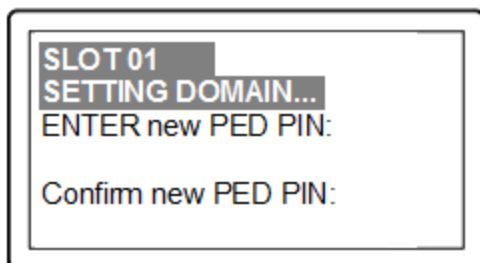 SLOT 01
SETTING DOMAIN...
ENTER new PED PIN:
Confirm new PED PIN: